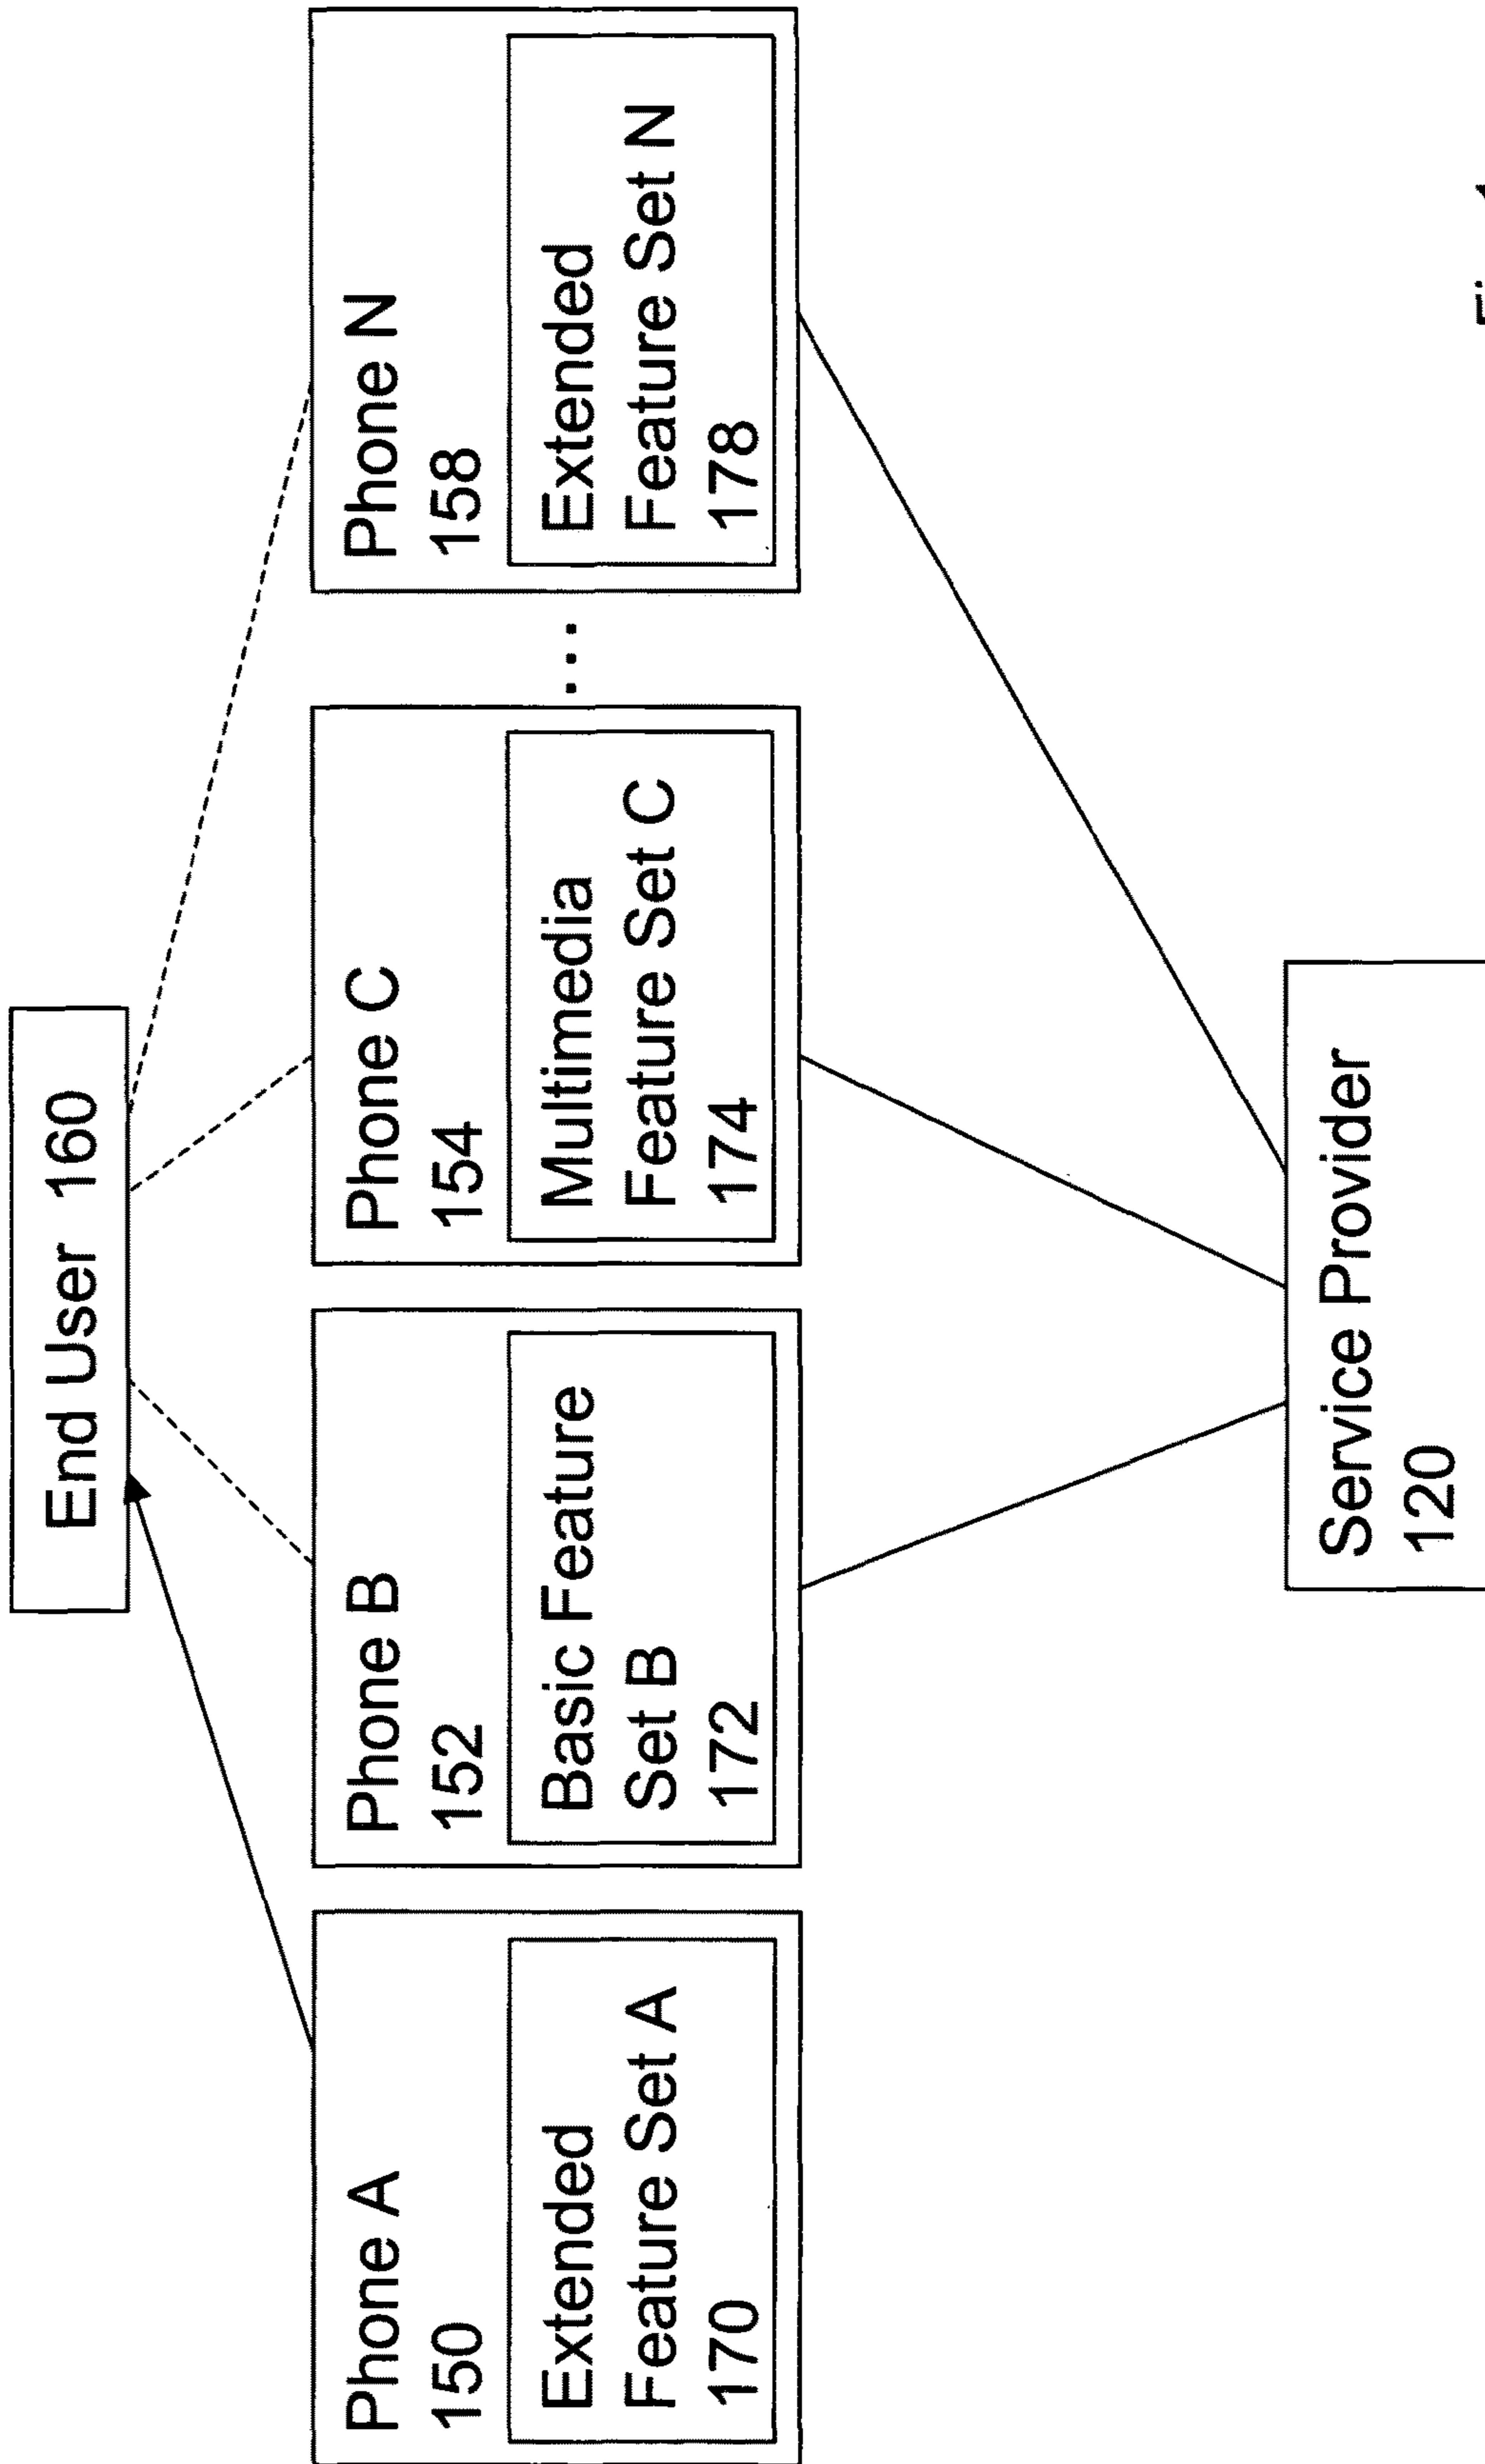 End User 160
Phone A
150
Extended
Feature Set A
170
Phone B
152
Basic Feature
Set B
172
Phone C
154
Multimedia
Feature Set C
174
...
Phone N
158
Extended
Feature Set N
178
Service Provider
120